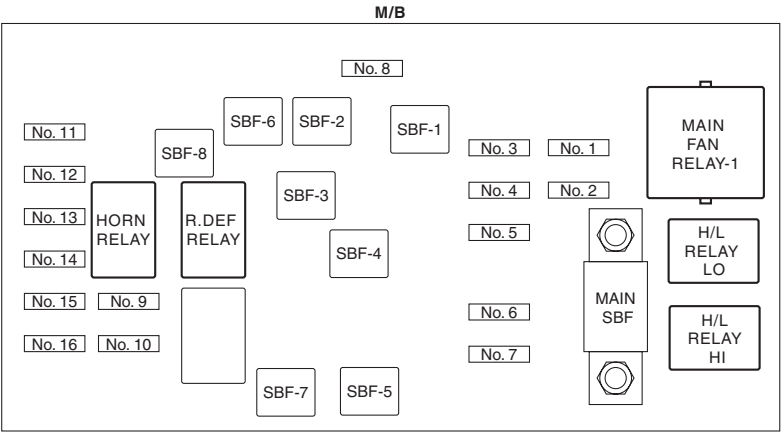 M/B
No. 8
SBF-6
SBF-2
SBF-1
No. 11
SBF-8
No. 3
No. 1
MAIN
FAN
RELAY-1
No. 12
SBF-3
No. 4
No. 2
No. 13
HORN
RELAY
R.DEF
RELAY
No. 5
H/L
RELAY
LO
No. 14
SBF-4
No. 15
No. 9
MAIN
SBF
No. 6
H/L
RELAY
HI
No. 16
No. 10
No. 7
SBF-7
SBF-5